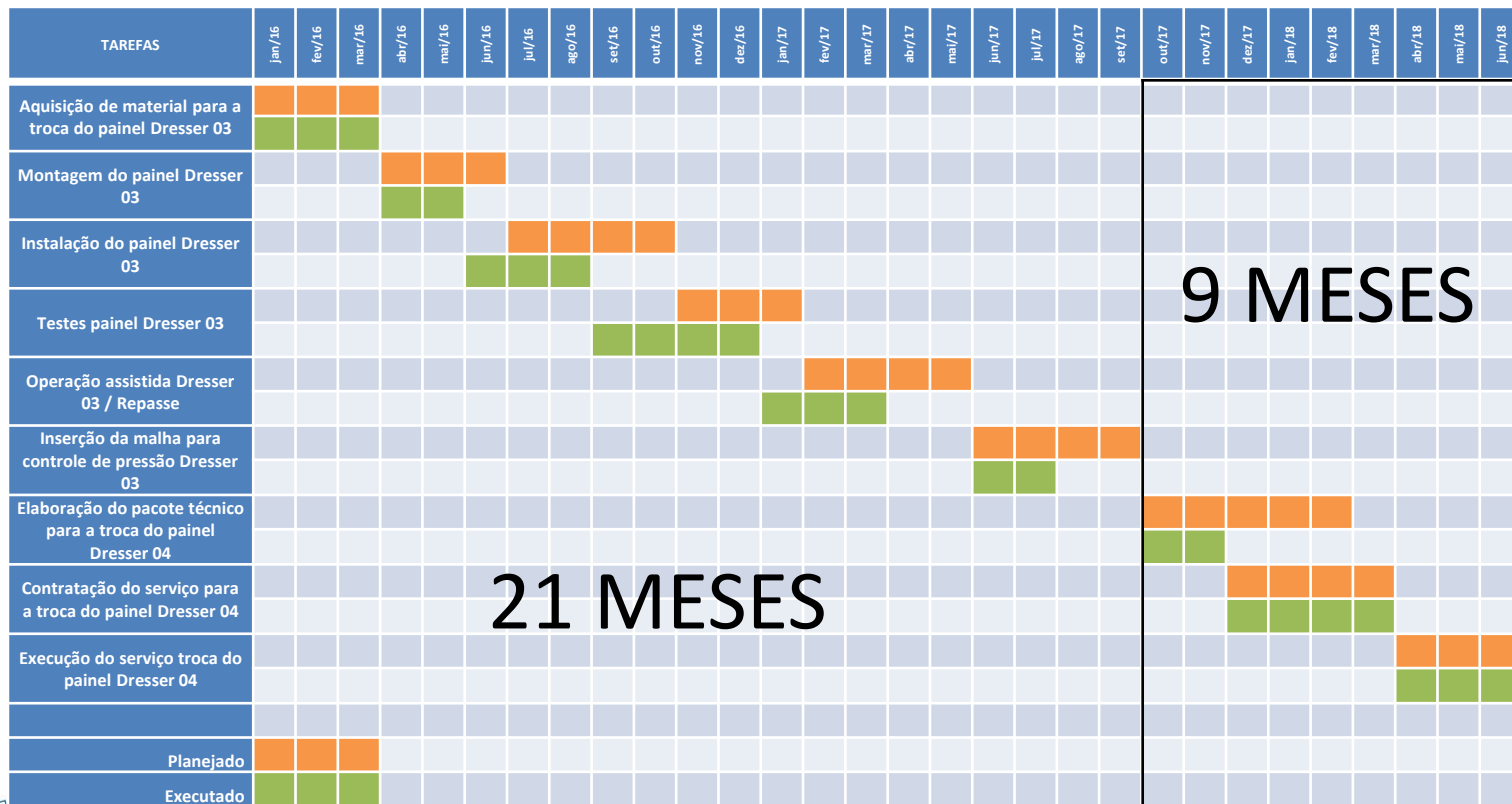 TAREFAS
jan/16
fev/16
mar/16
abr/16
mai/16
jun/16
jul/16
ago/16
set/16
out/16
nov/16
dez/16
jan/17
fev/17
mar/17
abr/17
mai/17
jun/17
jul/17
ago/17
set/17
out/17
nov/17
dez/17
jan/18
fev/18
mar/18
abr/18
mai/18
jun/18
Aquisição de material para a
troca do painel Dresser 03
Montagem do painel Dresser
03
Instalação do painel Dresser
03
Testes painel Dresser 03
Operação assistida Dresser
03 / Repasse
Inserção da malha para
controle de pressão Dresser
03
Elaboração do pacote técnico
para a troca do painel
Dresser 04
Contratação do serviço para
a troca do painel Dresser 04
Execução do serviço troca do
painel Dresser 04
Planejado
Executado
21 MESES
9 MESES